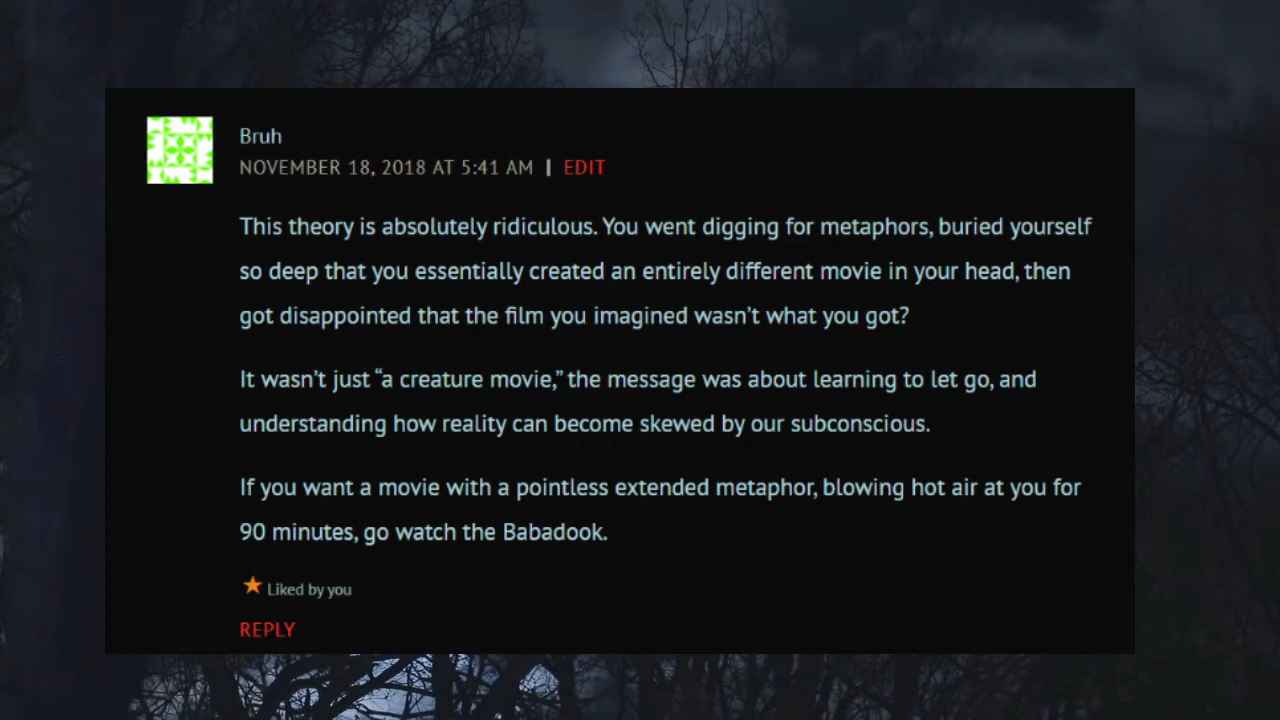 Bruh
NOVEMBER 18, 2018 AT 5:41 AM | EDIT
This theory is absolutely ridiculous. You went digging for metaphors, buried yourself
so deep that you essentially created an entirely different movie in your head, then
got disappointed that the film you imagined wasn’t what you got?
It wasn’t just “a creature movie,” the message was about learning to let go, and
understanding how reality can become skewed by our subconscious.
If you want a movie with a pointless extended metaphor, blowing hot air at you for
90 minutes, go watch the Babadook.
Liked by you
REPLY